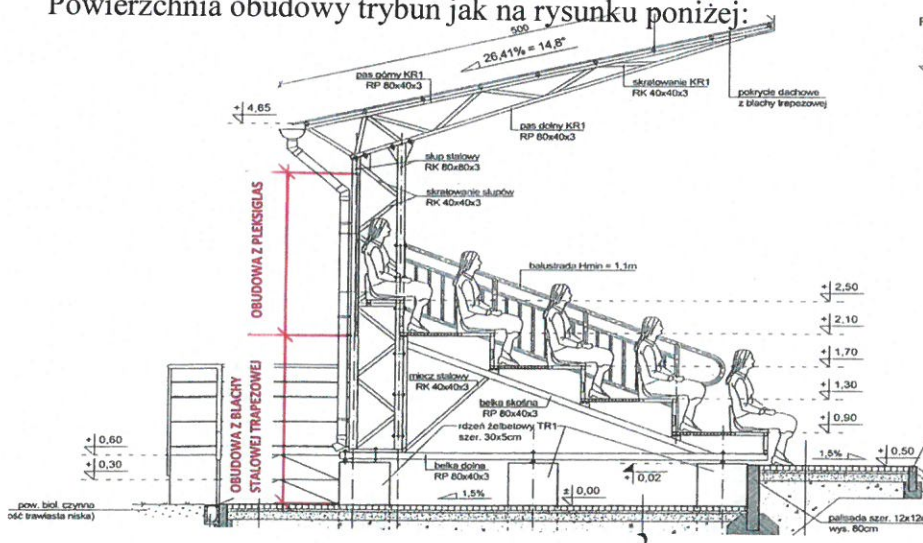 Powierzchnia obudowy trybun jak na rysunku poniżej:
500
26,41% = 14,8°
pas górny KR1
RP 80x40x3
skratowanie KR1
RK 40x40x3
pokrycie dachowe
z blachy trapezowej
+ 4,65
pas dolny KR1
RP 80x40x3
słup stalowy
RK 80x80x3
skratowanie słupów
RK 40x40x3
OBUDOWA Z PLEKSIGLAS
balustrada Hmin = 1,1m
+ 2,50
+ 2,10
+ 1,70
+ 1,30
+ 0,90
miecz stalowy
RK 40x40x3
belka skośna
RP 80x40x3
rdzeń żelbetowy TR1
szer. 30x5cm
OBUDOWA Z BLACHY
STALOWEJ TRAPEZOWEJ
+ 0,60
+ 0,30
1,5%
+ 0,50
belka dolna
RP 80x40x3
+ 0,02
1,5%
± 0,00
pow. biol. czynna
ość trawiasta niska)
palisada szer. 12x12c
wys. 80cm